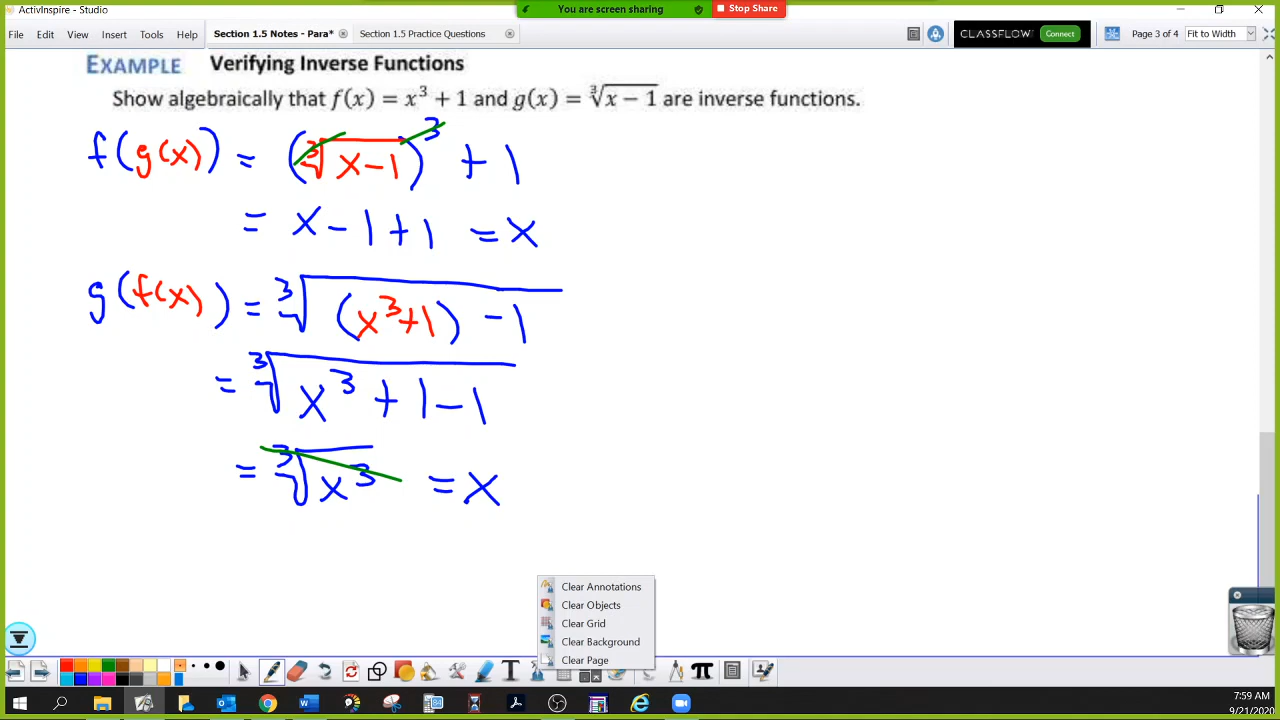 ActivInspire - Studio
You are screen sharing
Stop Share
File Edit View Insert Tools Help
Section 1.5 Notes - Para*
Section 1.5 Practice Questions
CLASSFLOW Connect
Page 3 of 4
Fit to Width
EXAMPLE Verifying Inverse Functions
Show algebraically that f(x) = x³ + 1 and g(x) = ∛(x − 1) are inverse functions.
f(g(x)) = (∛(x-1))³ + 1
= x - 1 + 1 = x
g(f(x)) = ∛((x³+1) - 1)
= ∛(x³ + 1 - 1)
= ∛(x³) = x
Clear Annotations
Clear Objects
Clear Grid
Clear Background
Clear Page
7:59 AM
9/21/2020